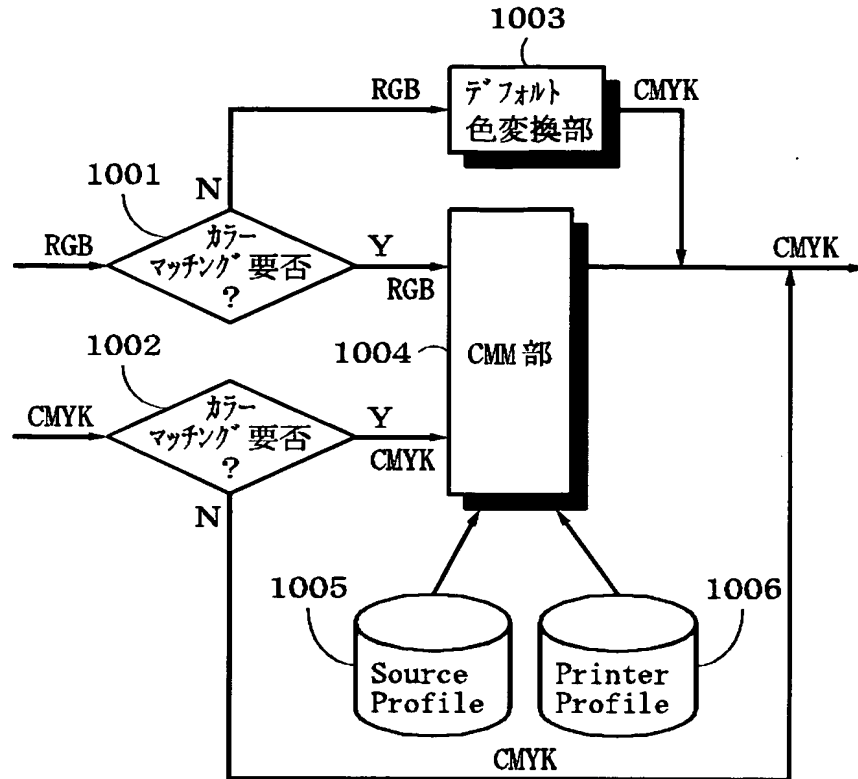 1003
RGB
デフォルト
色変換部
CMYK
1001
N
RGB
カラー
マッチング要否
?
Y
RGB
CMYK
1002
1004
CMM部
CMYK
カラー
マッチング要否
?
Y
CMYK
N
1005
1006
Source
Profile
Printer
Profile
CMYK